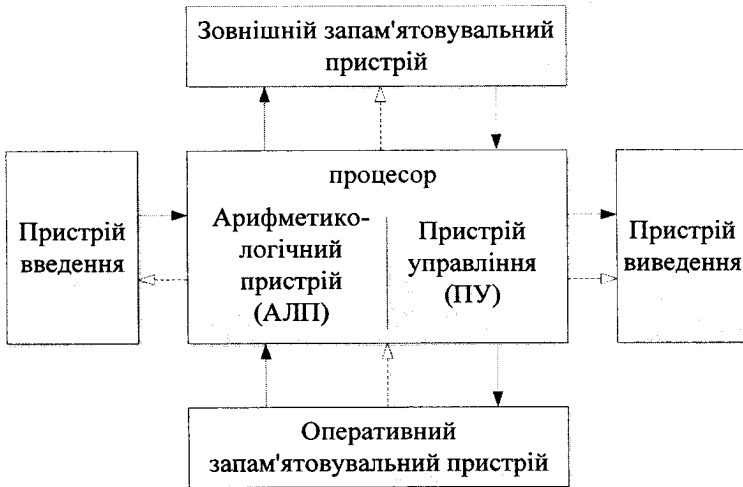 Зовнішній запам'ятовувальний
пристрій
процесор
Пристрій
введення
Арифметико-
логічний
пристрій
(АЛП)
Пристрій
управління
(ПУ)
Пристрій
виведення
Оперативний
запам'ятовувальний пристрій